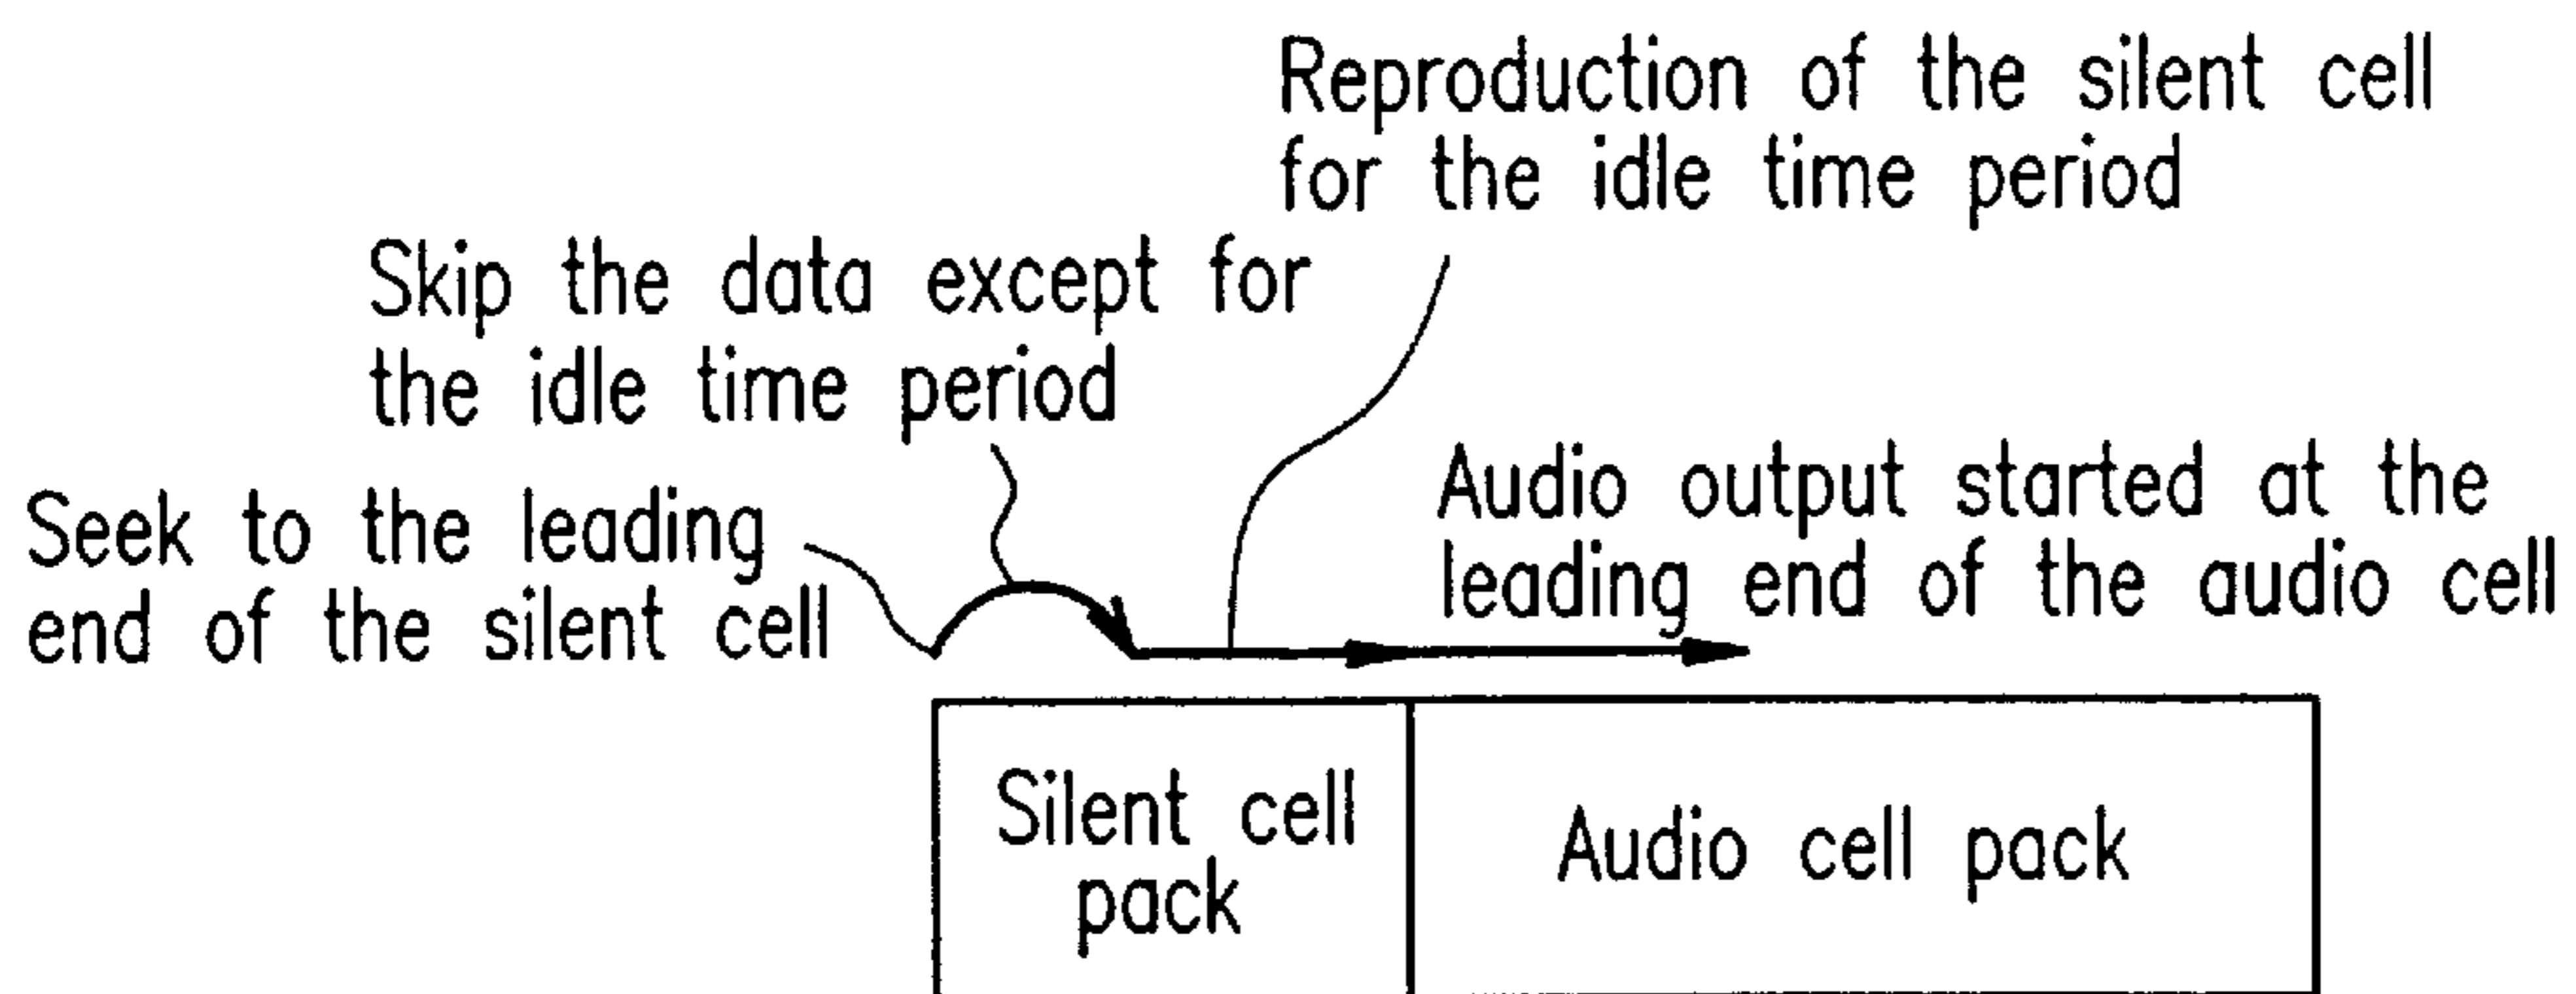 Reproduction of the silent cell
for the idle time period
Skip the data except for
the idle time period
Seek to the leading
end of the silent cell
Audio output started at the
leading end of the audio cell
Silent cell
pack
Audio cell pack